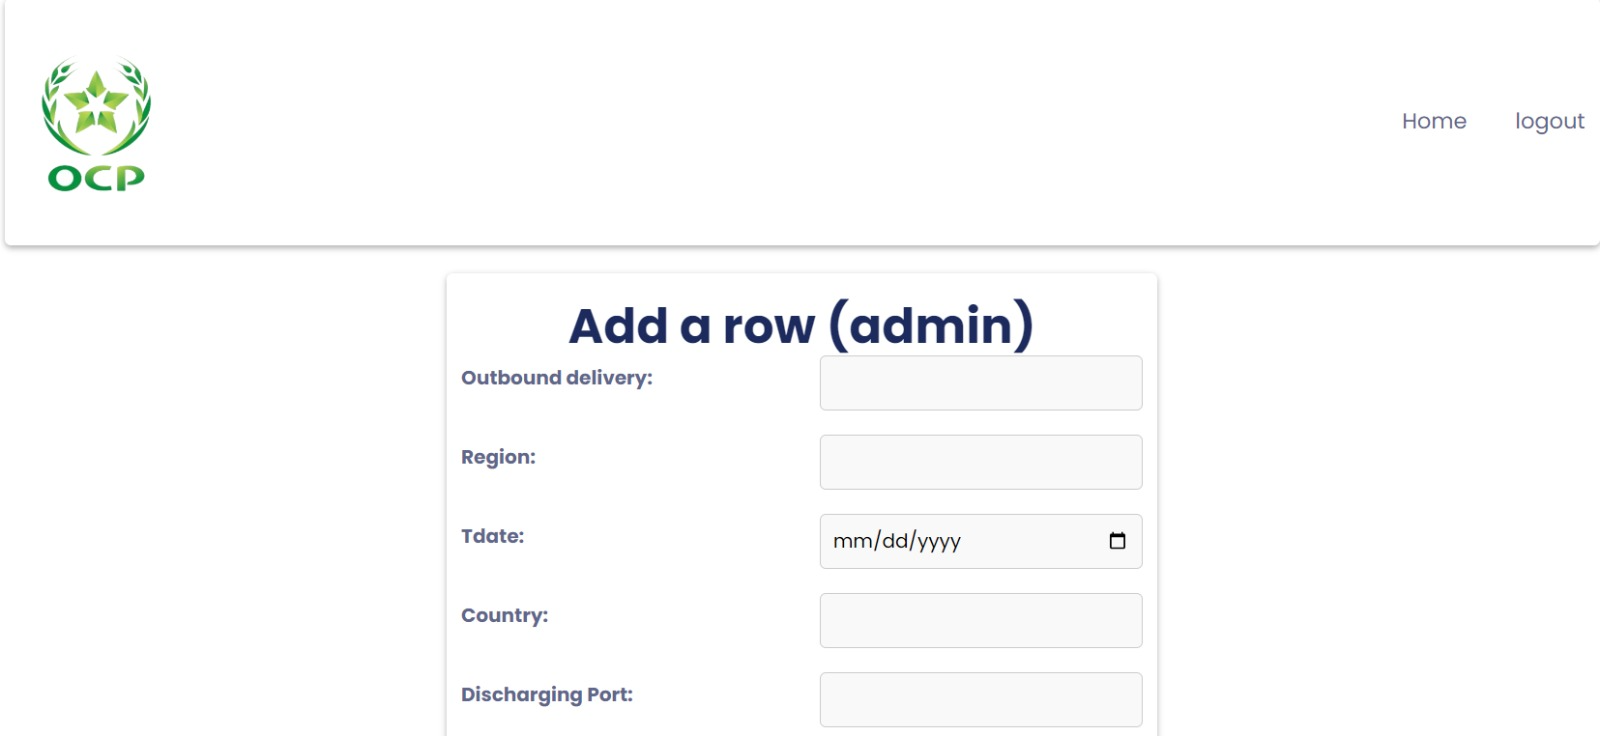 OCP
Home logout
Add a row (admin)
Outbound delivery:
Region:
Tdate:
mm/dd/yyyy
Country:
Discharging Port: